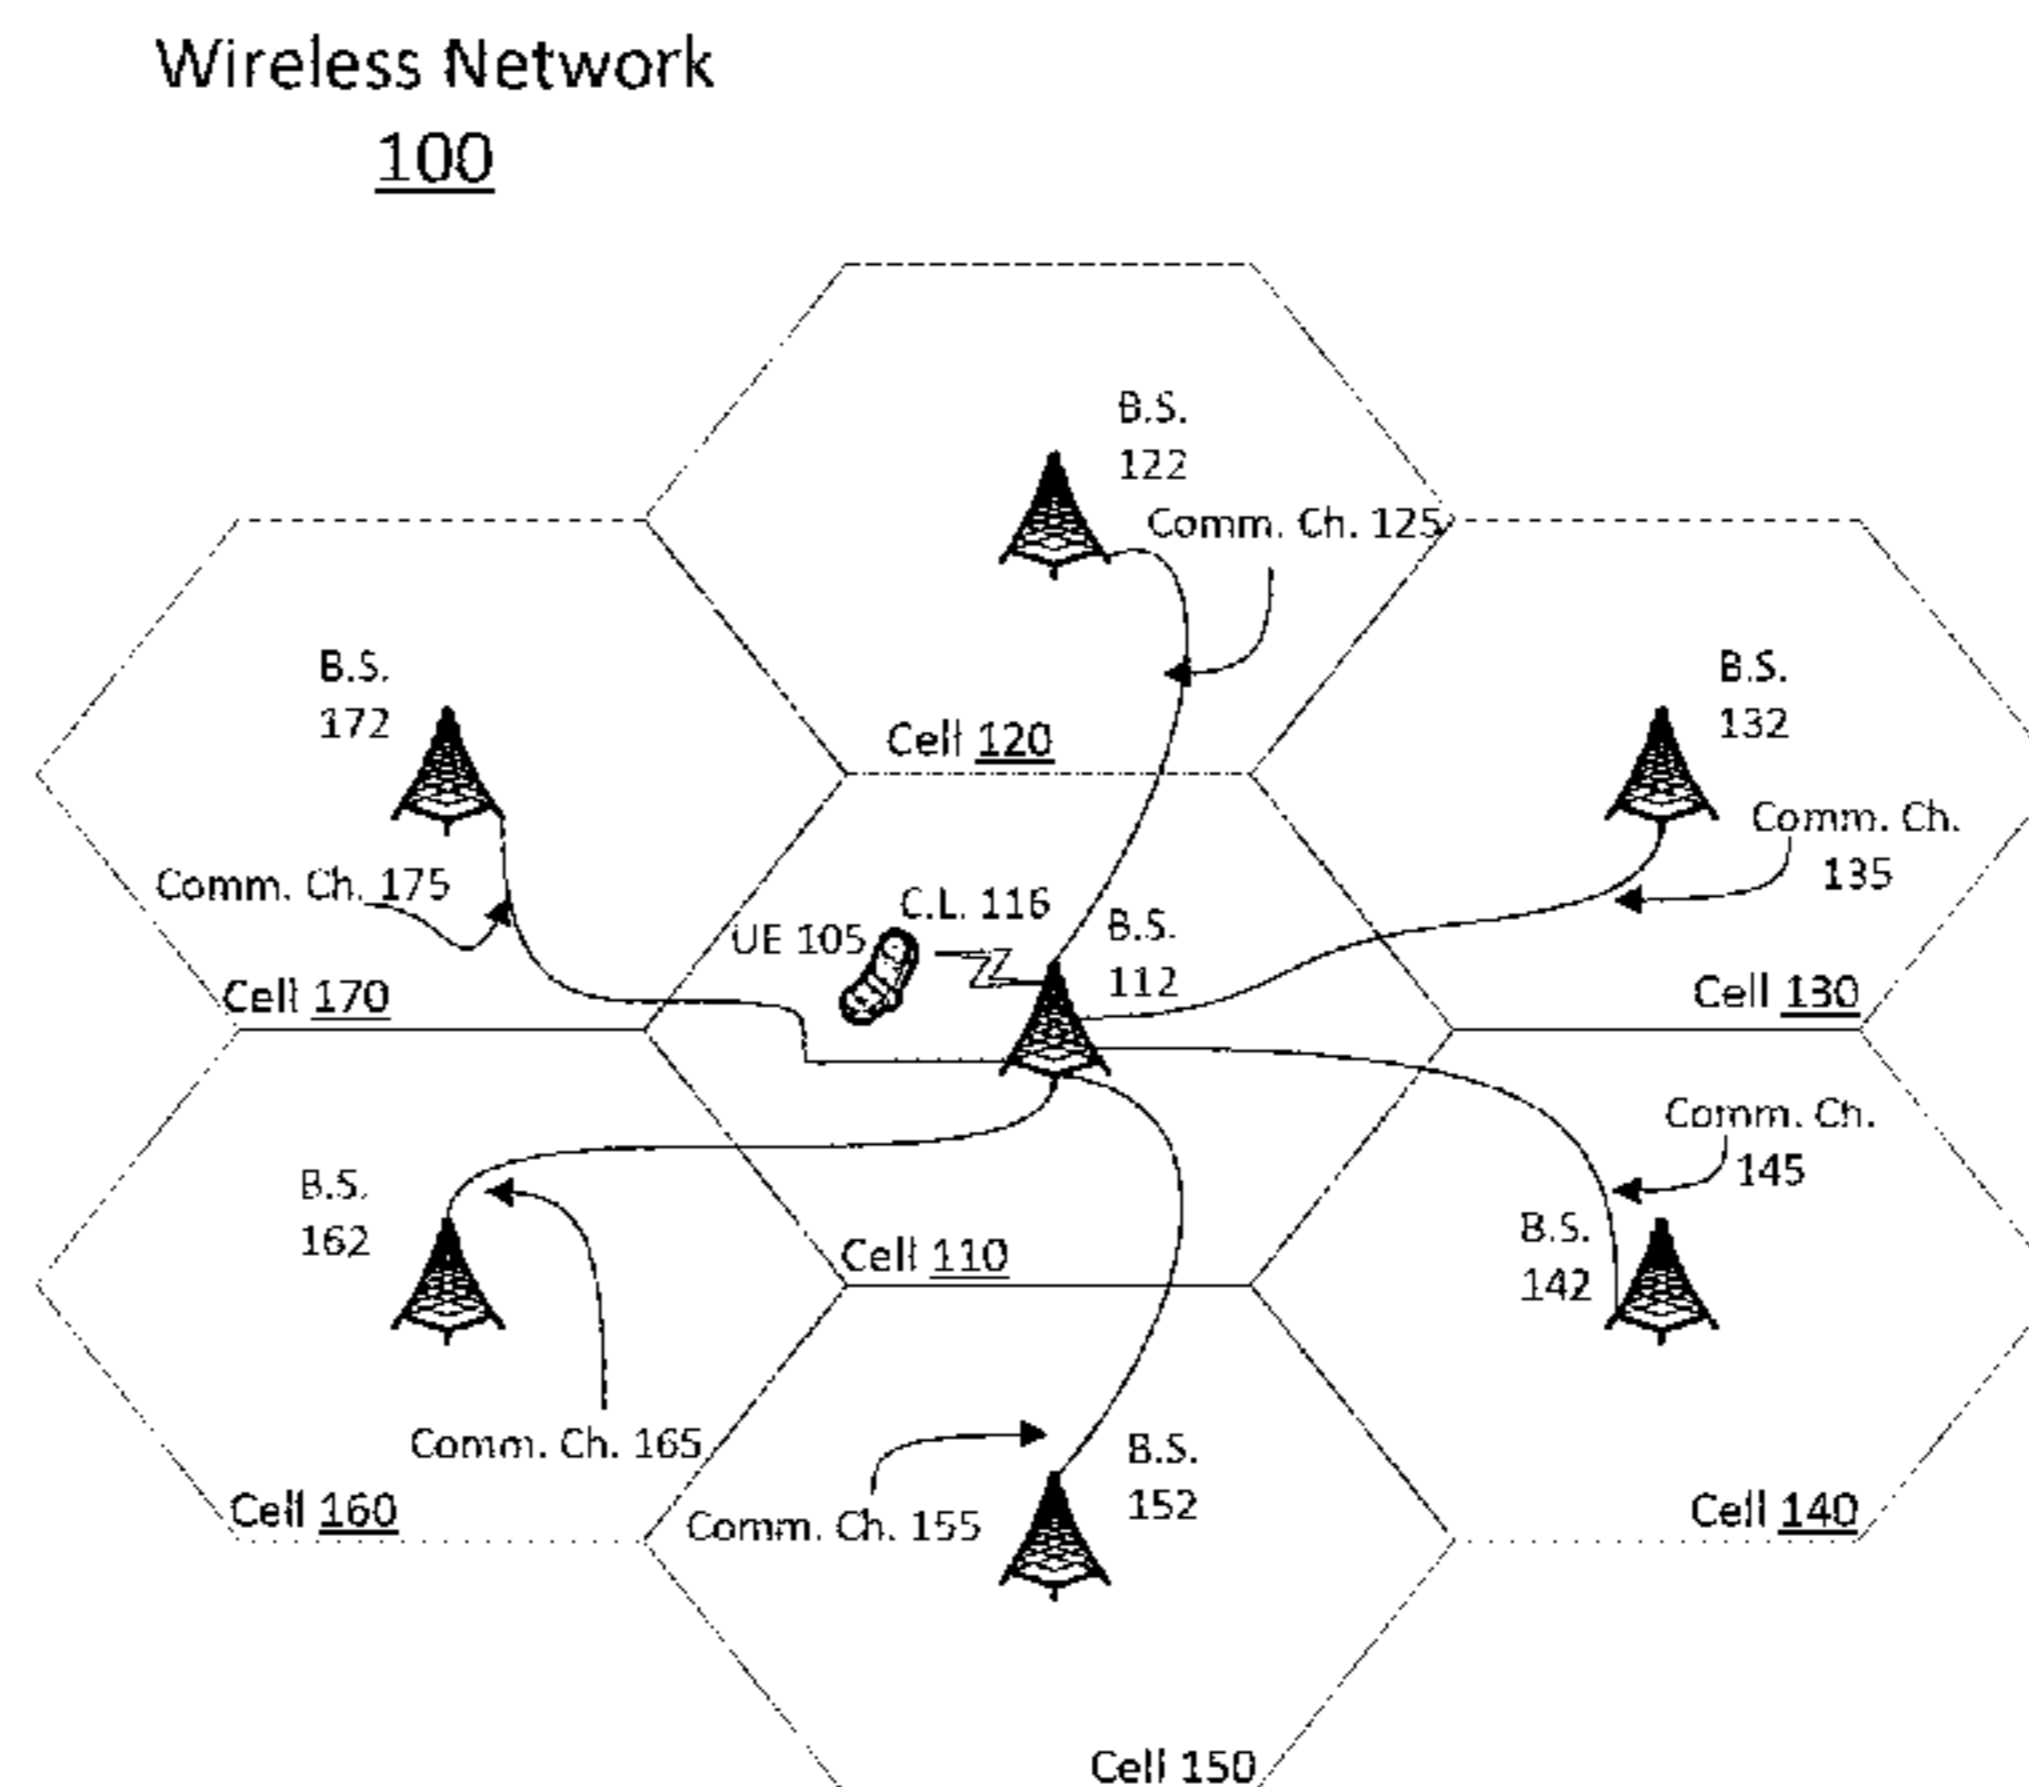 Wireless Network
100
B.S.
122
Comm. Ch. 125
B.S.
172
B.S.
132
Cell 120
Comm. Ch.
135
Comm. Ch. 175
C.L. 116
UE 105
B.S.
112
Cell 170
Cell 130
Comm. Ch.
145
B.S.
162
B.S.
142
Cell 110
Comm. Ch. 165
B.S.
152
Cell 160
Comm. Ch. 155
Cell 140
Cell 150